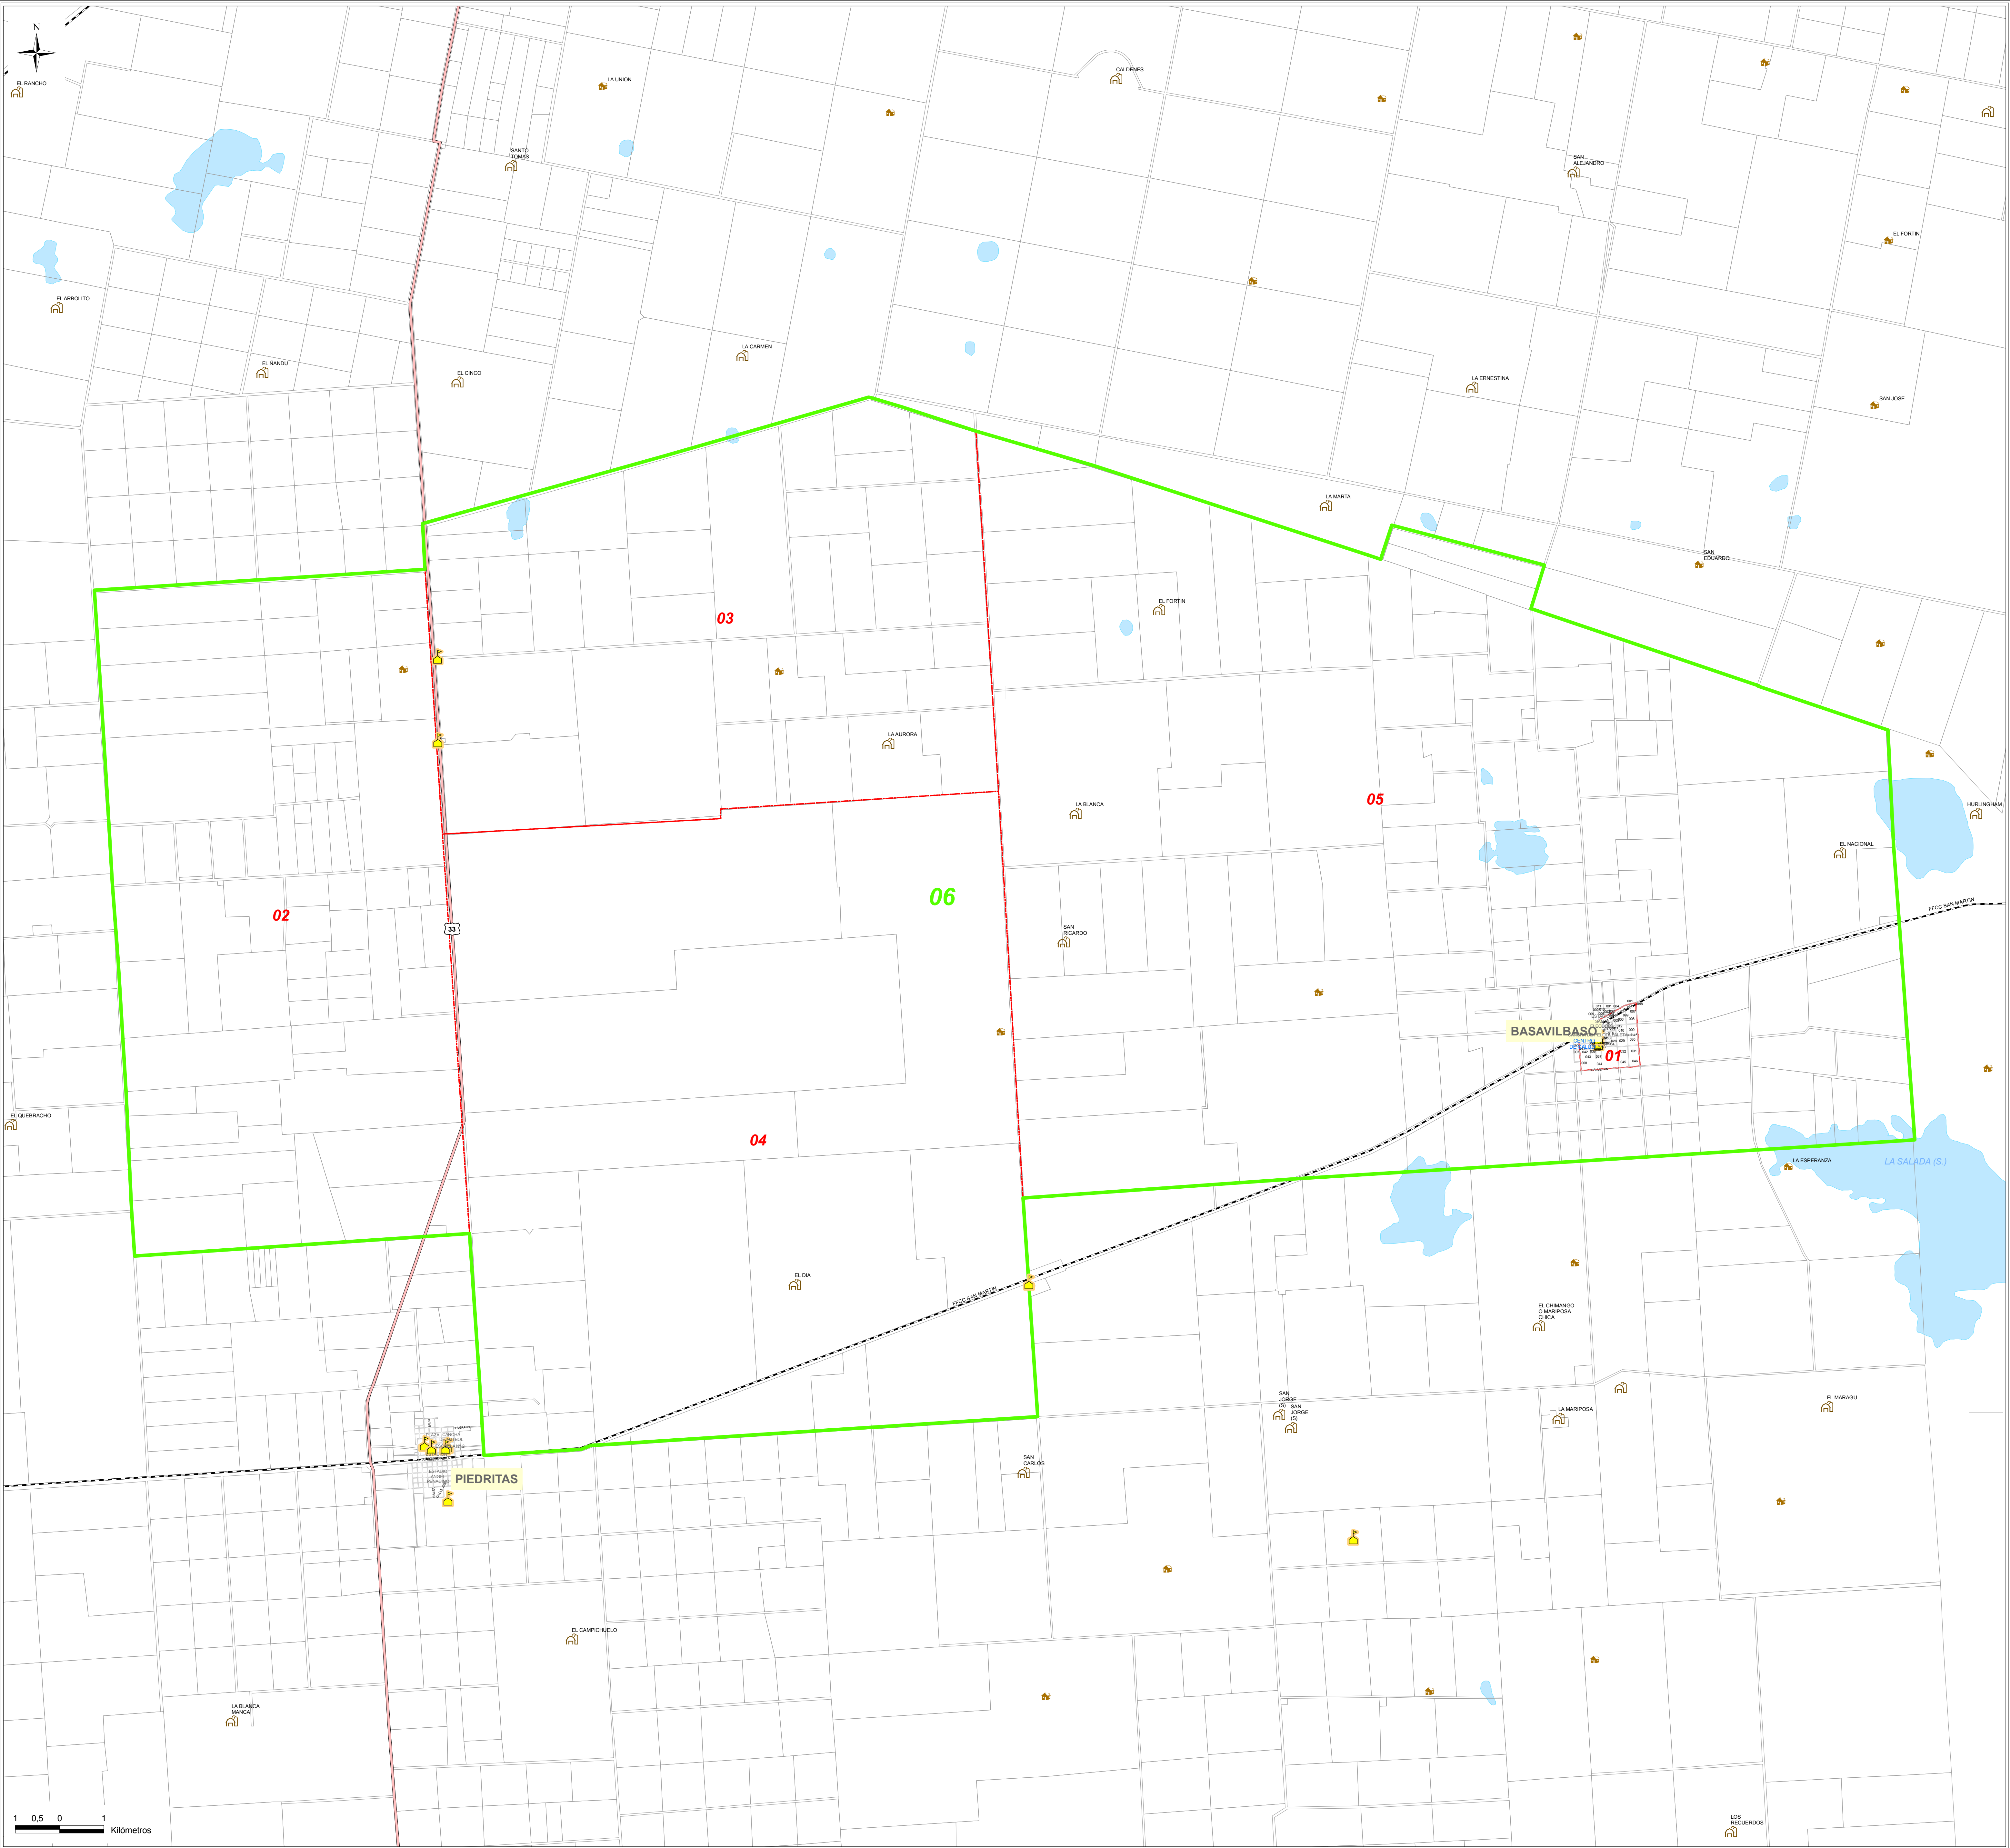 N
EL RANCHO
LA UNION
CALDENES
SANTO
TOMAS
SAN
ALEJANDRO
EL FORTIN
EL ARBOLITO
EL ÑANDU
EL CINCO
LA CARMEN
LA ERNESTINA
SAN JOSE
LA MARTA
SAN
EDUARDO
EL FORTIN
03
LA AURORA
LA BLANCA
05
HURLINGHAM
EL NACIONAL
06
02
33
SAN
RICARDO
FFCC SAN MARTIN
BASAVILBASO
CENTRO
01
EL QUEBRACHO
04
LA ESPERANZA
LA SALADA (S.)
EL DIA
FFCC SAN MARTIN
EL CHIMANGO
O MARIPOSA
CHICA
SAN
JORGE
(S)
SAN
JORGE
(S)
LA MARIPOSA
EL MARAGU
PLAZA
CANCHA
ESTADIO
PIEDRITAS
SAN
CARLOS
EL CAMPICHUELO
LA BLANCA
MANCA
LOS
RECUERDOS
1 0,5 0 1
Kilómetros